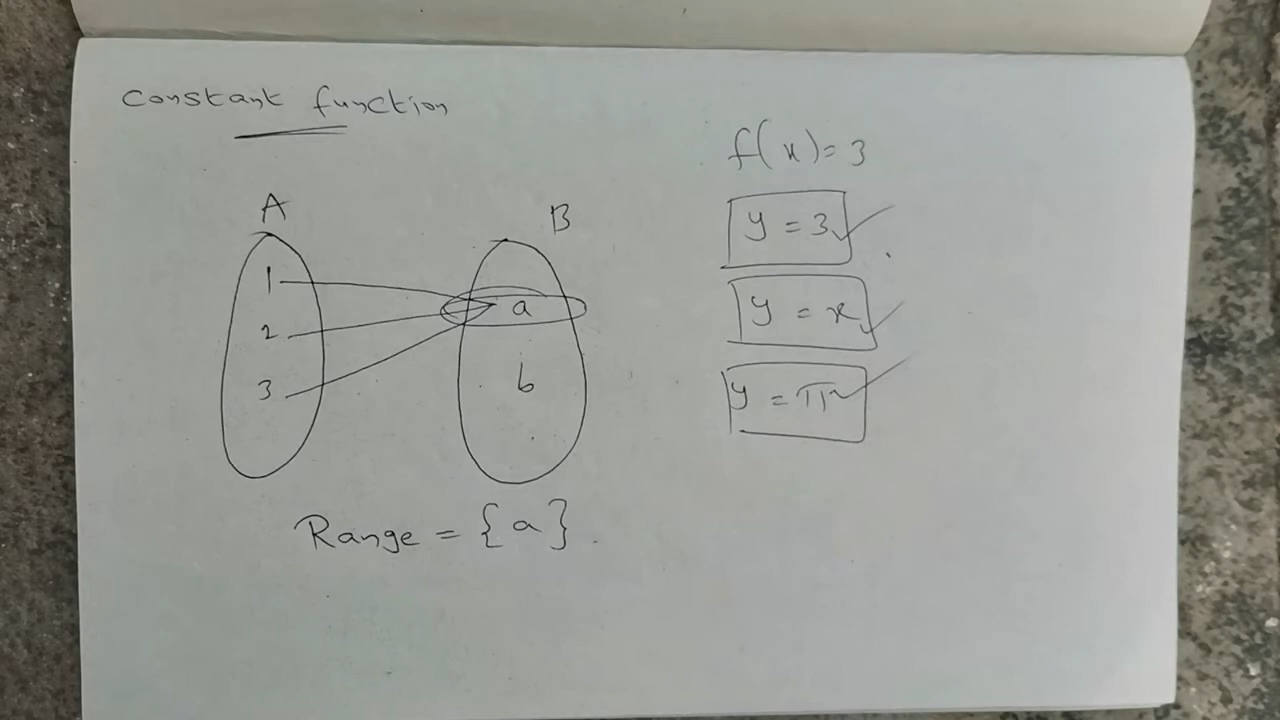 Constant function
A
B
1
2
3
a
b
Range = {a}.
f(x) = 3
y = 3
y = x
y = π